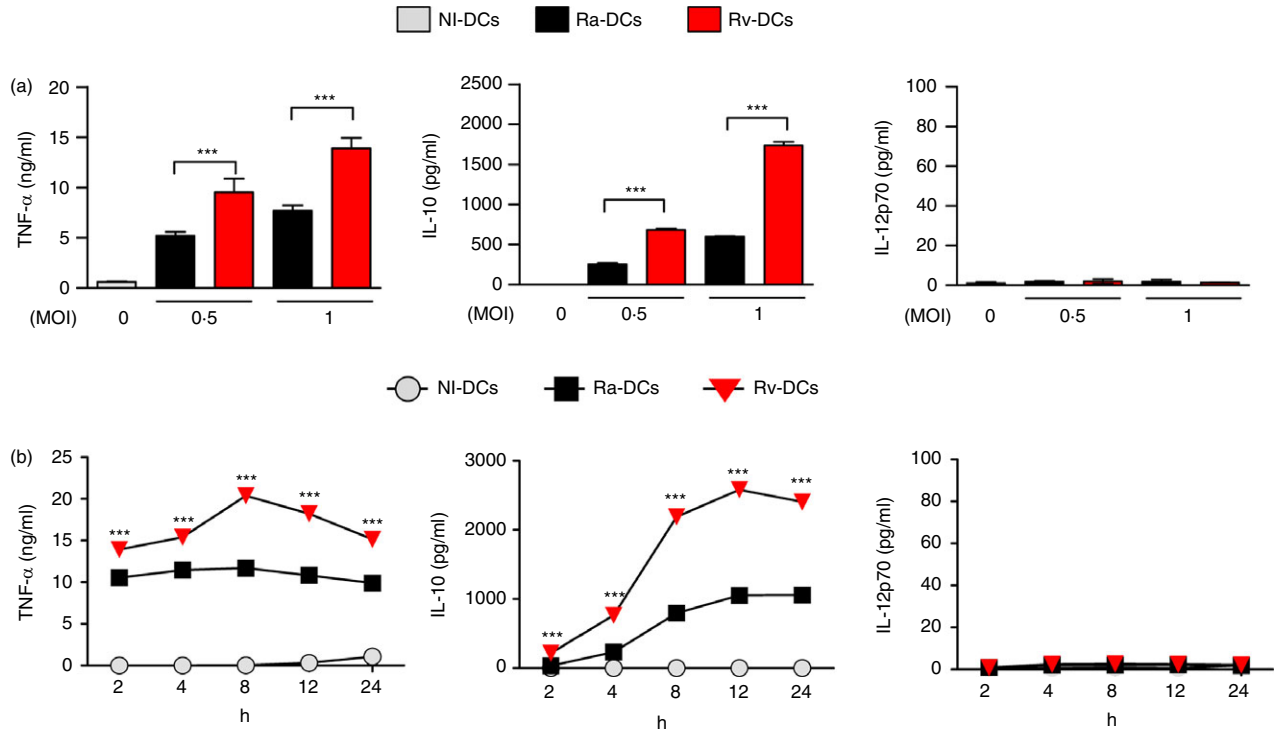 NI-DCs Ra-DCs Rv-DCs
(a)
TNF-α (ng/ml)
20
15
10
5
0
***
***
(MOI) 0 0·5 1
IL-10 (pg/ml)
2500
2000
1500
1000
500
0
***
***
(MOI) 0 0·5 1
IL-12p70 (pg/ml)
100
80
60
40
20
0
(MOI) 0 0·5 1
NI-DCs Ra-DCs Rv-DCs
(b)
TNF-α (ng/ml)
25
20
15
10
5
0
*** *** *** *** ***
2 4 8 12 24
h
IL-10 (pg/ml)
3000
2000
1000
0
*** *** *** *** ***
2 4 8 12 24
h
IL-12p70 (pg/ml)
100
80
60
40
20
0
2 4 8 12 24
h